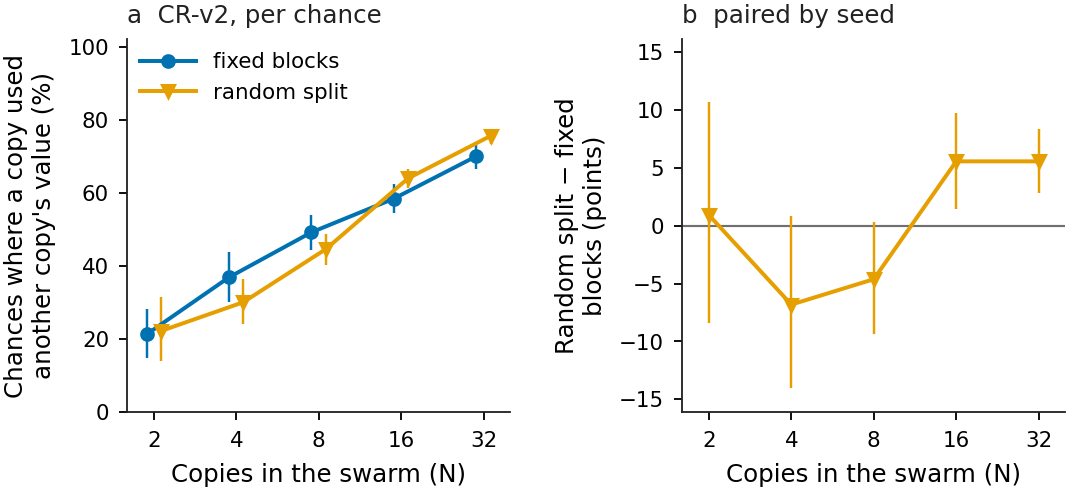 a CR-v2, per chance
Chances where a copy used
another copy's value (%)
100
80
60
40
20
0
fixed blocks
random split
2 4 8 16 32
Copies in the swarm (N)
b paired by seed
Random split − fixed
blocks (points)
15
10
5
0
−5
−10
−15
2 4 8 16 32
Copies in the swarm (N)